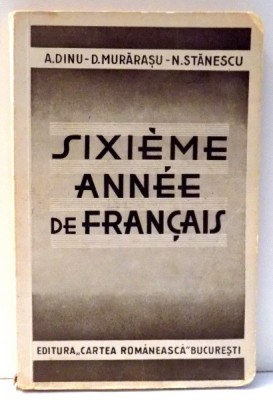 A.DINU-D.MURĂRAȘU-N.STĂNESCU
SIXIÈME
ANNÉE
DE FRANÇAIS
EDITURA „CARTEA ROMÂNEASCĂ" BUCUREȘTI